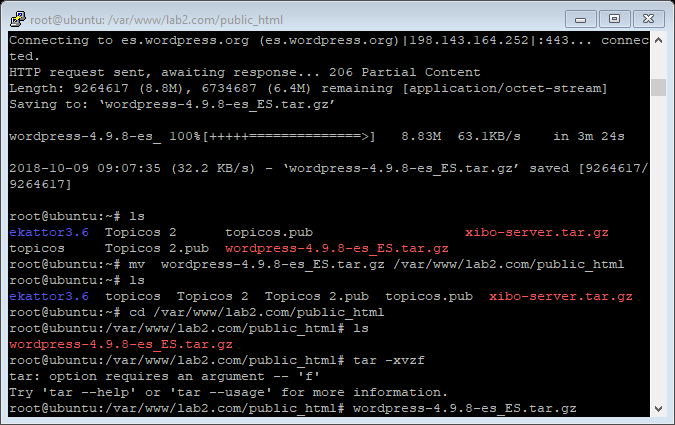 root@ubuntu: /var/www/lab2.com/public_html
Connecting to es.wordpress.org (es.wordpress.org)|198.143.164.252|:443... connec
ted.
HTTP request sent, awaiting response... 206 Partial Content
Length: 9264617 (8.8M), 6734687 (6.4M) remaining [application/octet-stream]
Saving to: ‘wordpress-4.9.8-es_ES.tar.gz’
wordpress-4.9.8-es_ 100%[+++++==============>]   8.83M  63.1KB/s    in 3m 24s
2018-10-09 09:07:35 (32.2 KB/s) - ‘wordpress-4.9.8-es_ES.tar.gz’ saved [9264617/
9264617]
root@ubuntu:~# ls
ekattor3.6  Topicos 2      topicos.pub                   xibo-server.tar.gz
topicos     Topicos 2.pub  wordpress-4.9.8-es_ES.tar.gz
root@ubuntu:~# mv  wordpress-4.9.8-es_ES.tar.gz /var/www/lab2.com/public_html
root@ubuntu:~# ls
ekattor3.6  topicos  Topicos 2  Topicos 2.pub  topicos.pub  xibo-server.tar.gz
root@ubuntu:~# cd /var/www/lab2.com/public_html
root@ubuntu:/var/www/lab2.com/public_html# ls
wordpress-4.9.8-es_ES.tar.gz
root@ubuntu:/var/www/lab2.com/public_html# tar -xvzf
tar: option requires an argument -- 'f'
Try 'tar --help' or 'tar --usage' for more information.
root@ubuntu:/var/www/lab2.com/public_html# wordpress-4.9.8-es_ES.tar.gz